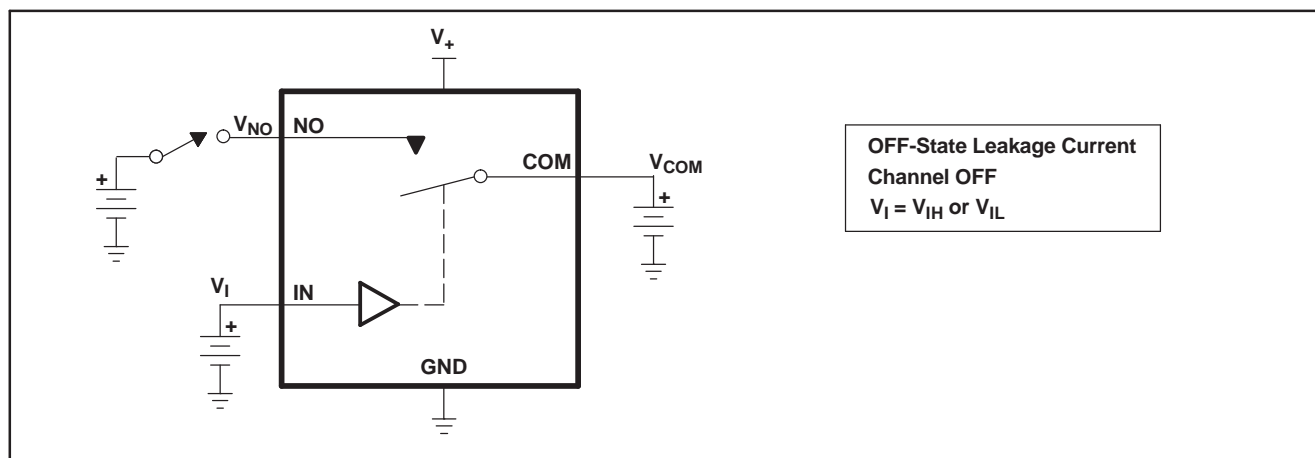 V+
VNO
NO
COM
VCOM
+
+
VI
IN
+
GND
OFF-State Leakage Current
Channel OFF
VI = VIH or VIL